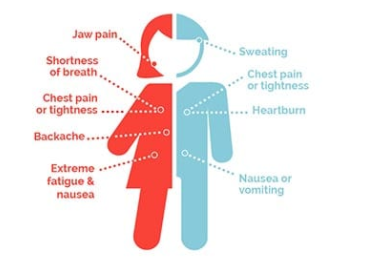 Jaw pain
Shortness
of breath
Chest pain
or tightness
Backache
Extreme
fatigue &
nausea
Sweating
Chest pain
or tightness
Heartburn
Nausea or
vomiting